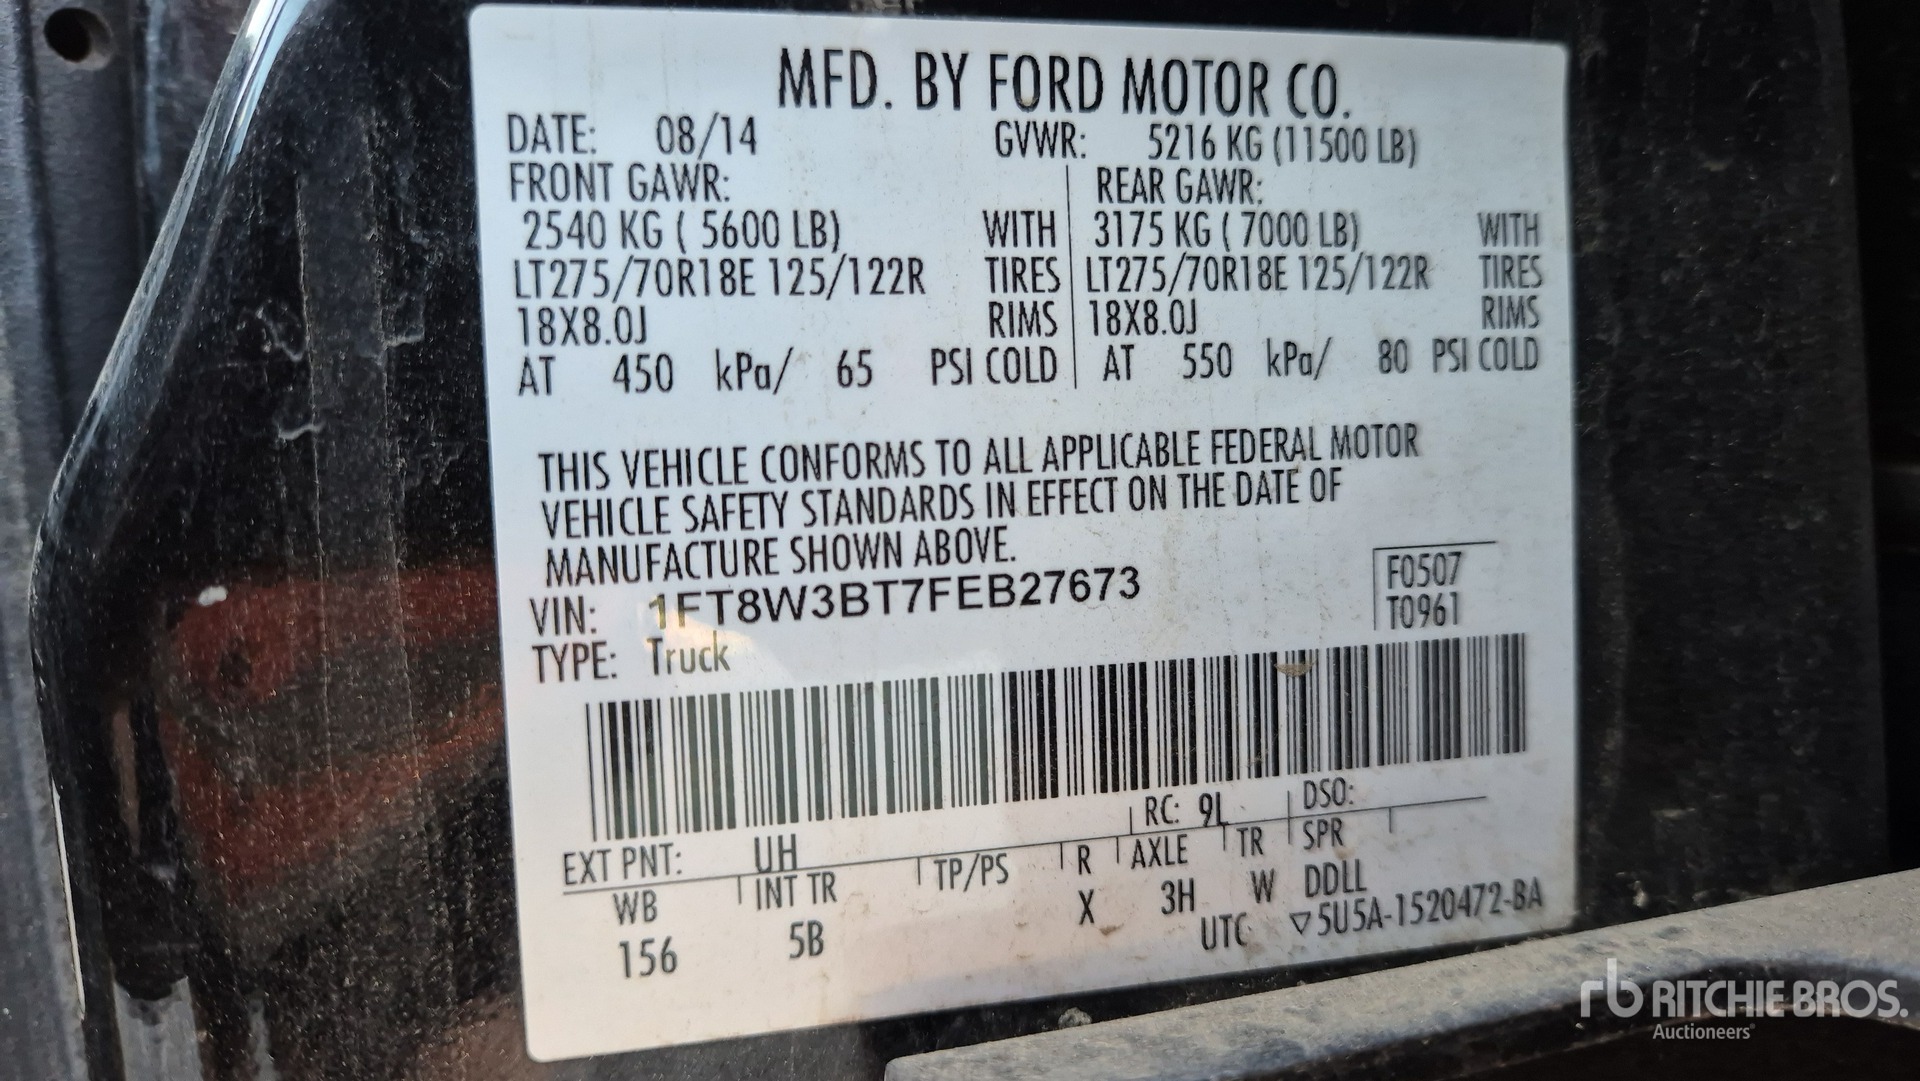 MFD. BY FORD MOTOR CO.
DATE: 08/14 GVWR: 5216 KG (11500 LB)
FRONT GAWR: REAR GAWR:
2540 KG ( 5600 LB) WITH 3175 KG ( 7000 LB) WITH
LT275/70R18E 125/122R TIRES LT275/70R18E 125/122R TIRES
18X8.0J RIMS 18X8.0J RIMS
AT 450 kPa/ 65 PSI COLD AT 550 kPa/ 80 PSI COLD
THIS VEHICLE CONFORMS TO ALL APPLICABLE FEDERAL MOTOR
VEHICLE SAFETY STANDARDS IN EFFECT ON THE DATE OF
MANUFACTURE SHOWN ABOVE.
VIN: 1FT8W3BT7FEB27673
F0507
T0961
TYPE: Truck
RC: 9L DSO:
EXT PNT: UH
WB INT TR TP/PS R AXLE TR SPR
156 5B X 3H W DDLL
UTC ▽5U5A-1520472-BA
rb RITCHIE BROS.
Auctioneers